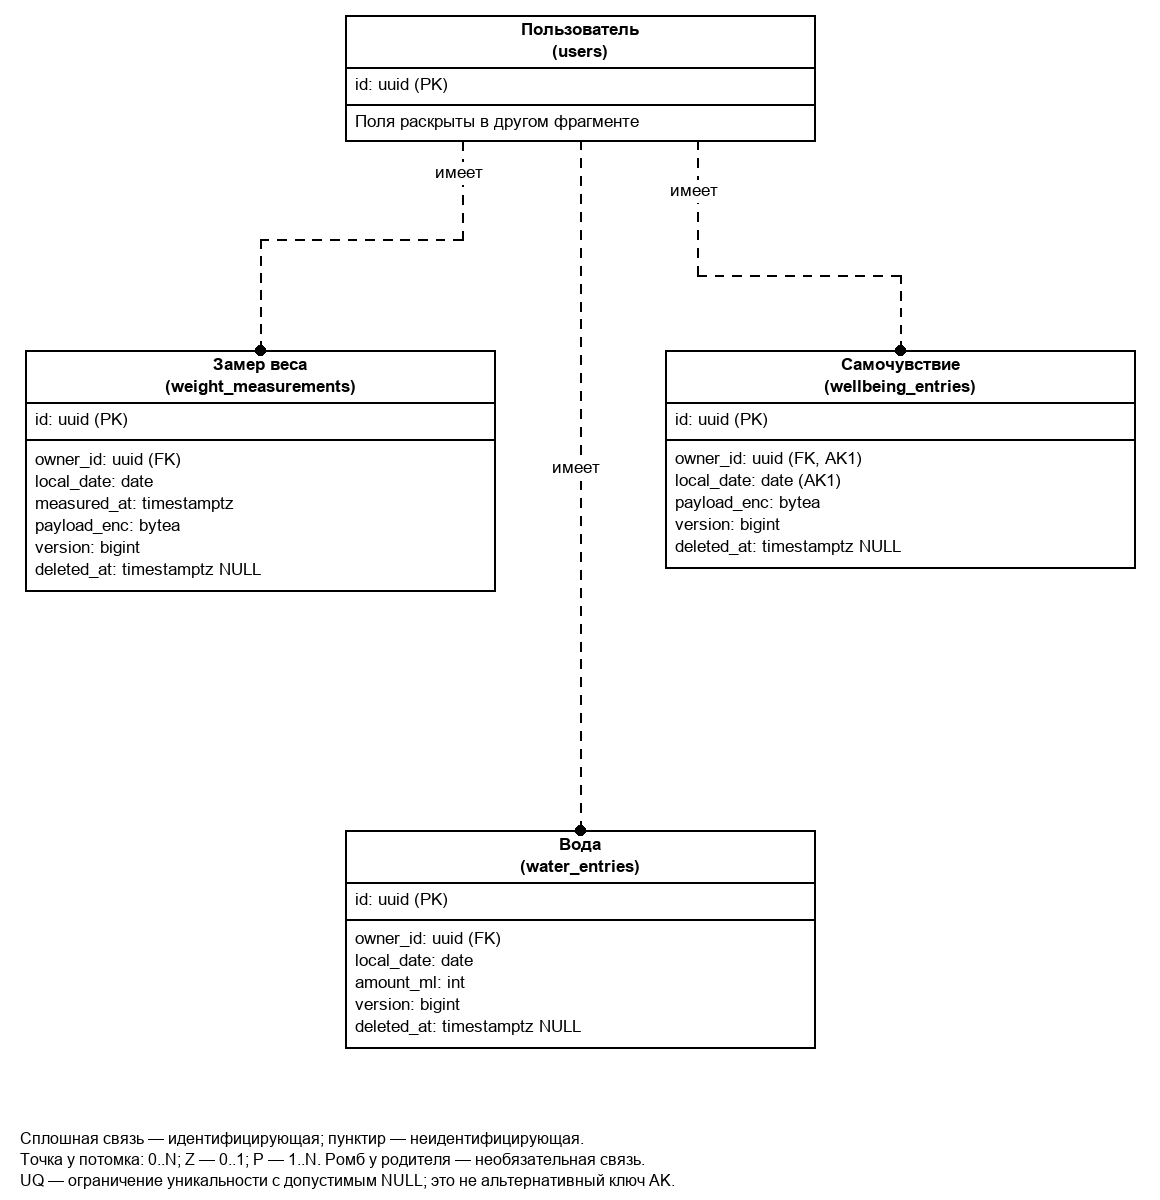 Пользователь
(users)
id: uuid (PK)
Поля раскрыты в другом фрагменте
имеет
имеет
Замер веса
(weight_measurements)
id: uuid (PK)
owner_id: uuid (FK)
local_date: date
measured_at: timestamptz
payload_enc: bytea
version: bigint
deleted_at: timestamptz NULL
имеет
Самочувствие
(wellbeing_entries)
id: uuid (PK)
owner_id: uuid (FK, AK1)
local_date: date (AK1)
payload_enc: bytea
version: bigint
deleted_at: timestamptz NULL
Вода
(water_entries)
id: uuid (PK)
owner_id: uuid (FK)
local_date: date
amount_ml: int
version: bigint
deleted_at: timestamptz NULL
Сплошная связь — идентифицирующая; пунктир — неидентифицирующая.
Точка у потомка: 0..N; Z — 0..1; P — 1..N. Ромб у родителя — необязательная связь.
UQ — ограничение уникальности с допустимым NULL; это не альтернативный ключ AK.